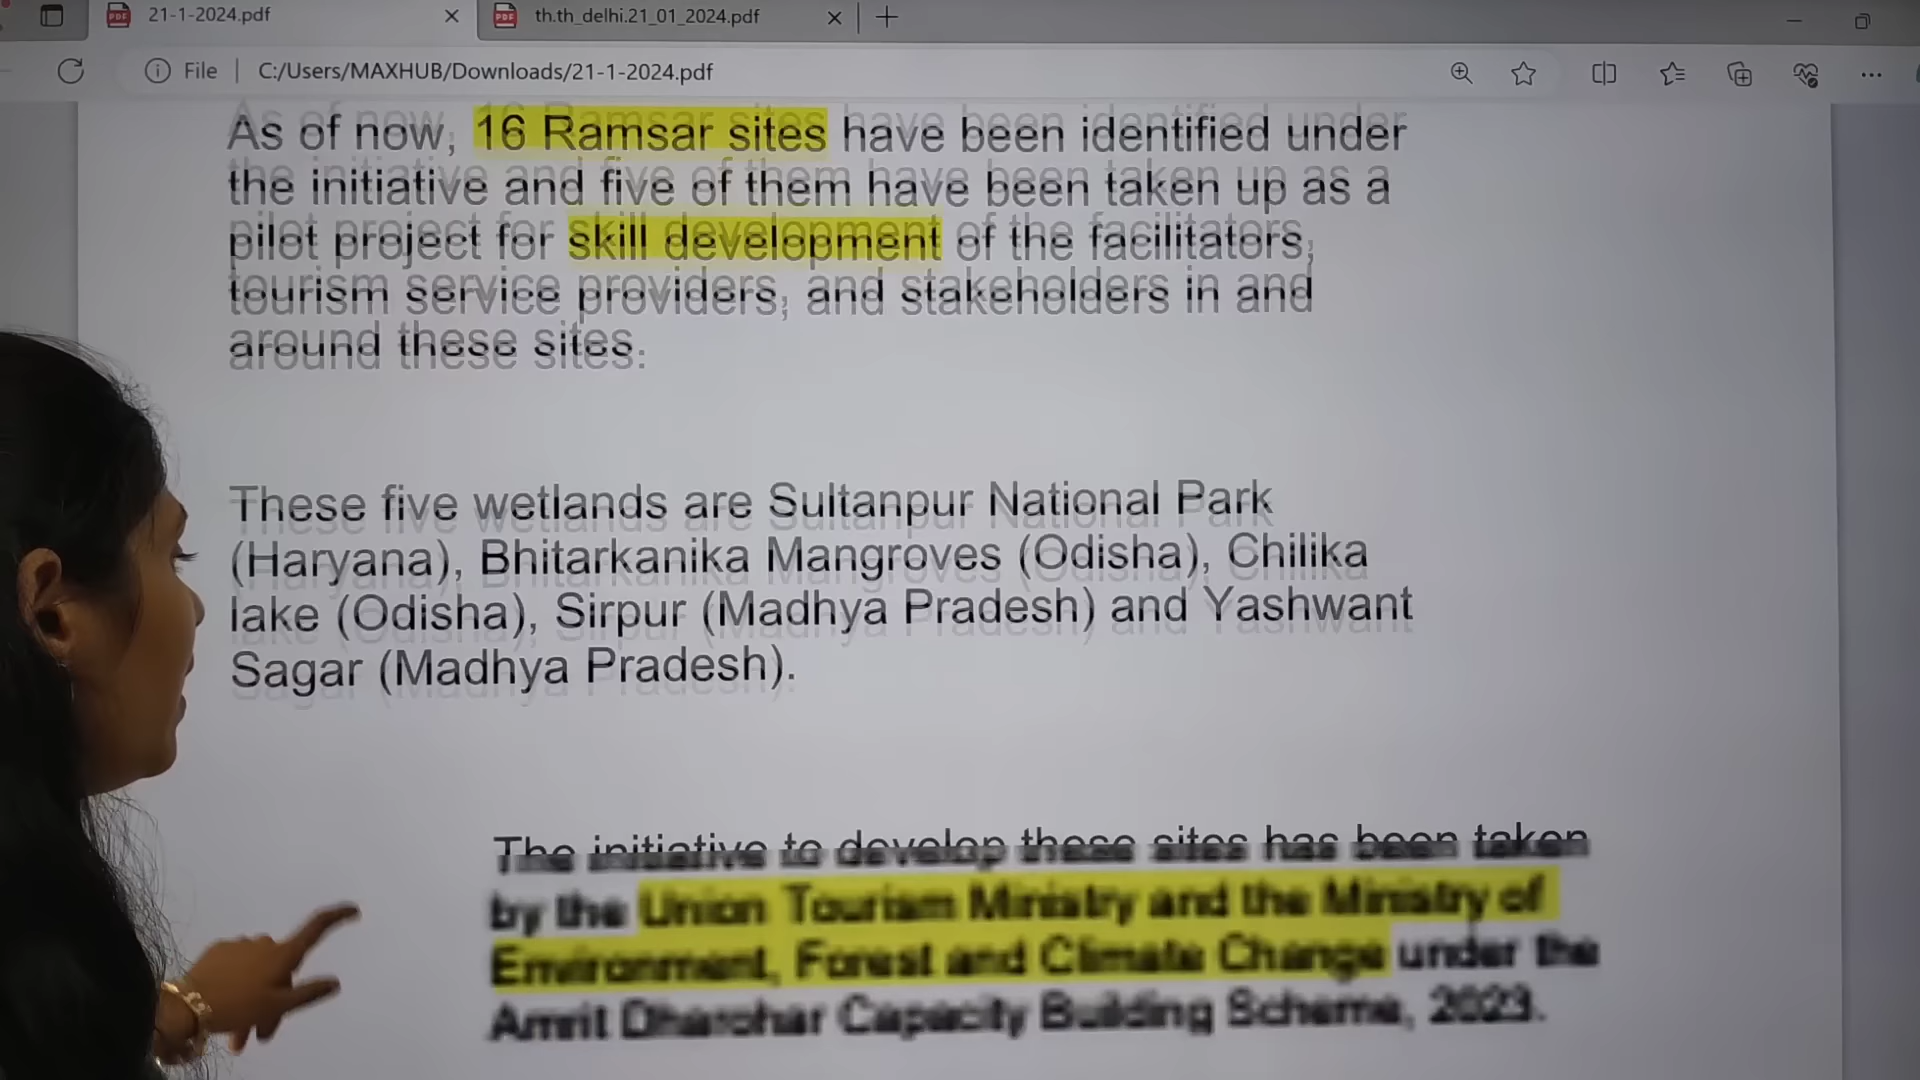 21-1-2024.pdf
th.th_delhi.21_01_2024.pdf
File
C:/Users/MAXHUB/Downloads/21-1-2024.pdf
As of now, 16 Ramsar sites have been identified under
the initiative and five of them have been taken up as a
pilot project for skill development of the facilitators,
tourism service providers, and stakeholders in and
around these sites.
These five wetlands are Sultanpur National Park
(Haryana), Bhitarkanika Mangroves (Odisha), Chilika
lake (Odisha), Sirpur (Madhya Pradesh) and Yashwant
Sagar (Madhya Pradesh).
The initiative to develop these sites has been taken
by the Union Tourism Ministry and the Ministry of
Environment, Forest and Climate Change under the
Amrit Dharohar Capacity Building Scheme, 2023.